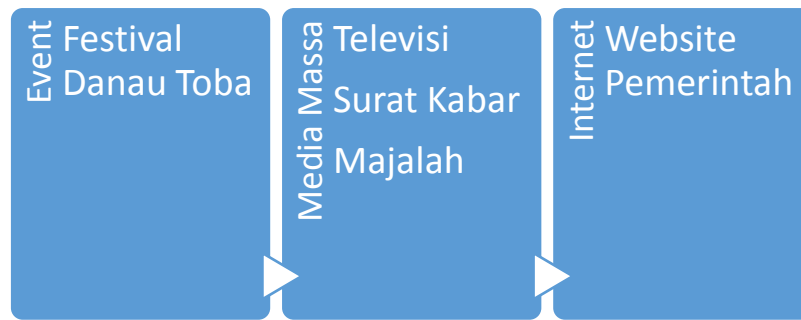 Event
Festival
Danau Toba
Media Massa
Televisi
Surat Kabar
Majalah
Internet
Website
Pemerintah